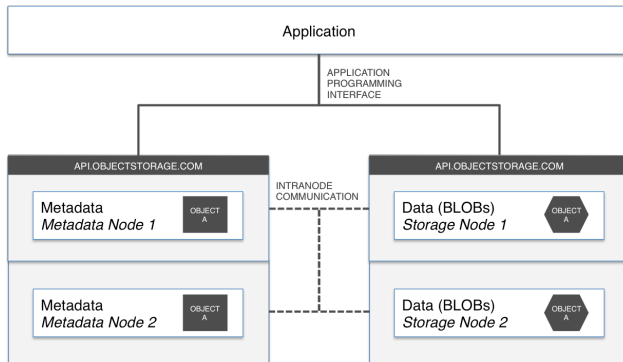 Application
APPLICATION
PROGRAMMING
INTERFACE
API.OBJECTSTORAGE.COM
API.OBJECTSTORAGE.COM
INTRANODE
COMMUNICATION
Metadata
Metadata Node 1
OBJECT
A
Data (BLOBs)
Storage Node 1
OBJECT
A
Metadata
Metadata Node 2
OBJECT
A
Data (BLOBs)
Storage Node 2
OBJECT
A